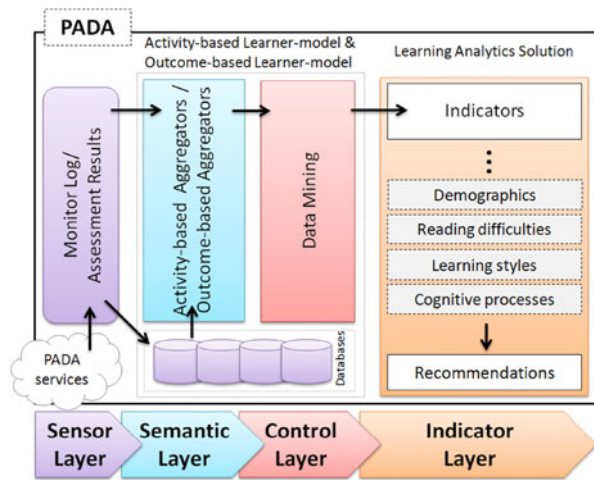 PADA
Activity-based Learner-model &
Outcome-based Learner-model
Learning Analytics Solution
Monitor Log/
Assessment Results
Activity-based Aggregators /
Outcome-based Aggregators
Data Mining
Indicators
Demographics
Reading difficulties
Learning styles
Cognitive processes
Recommendations
PADA
services
Databases
Sensor
Layer
Semantic
Layer
Control
Layer
Indicator
Layer